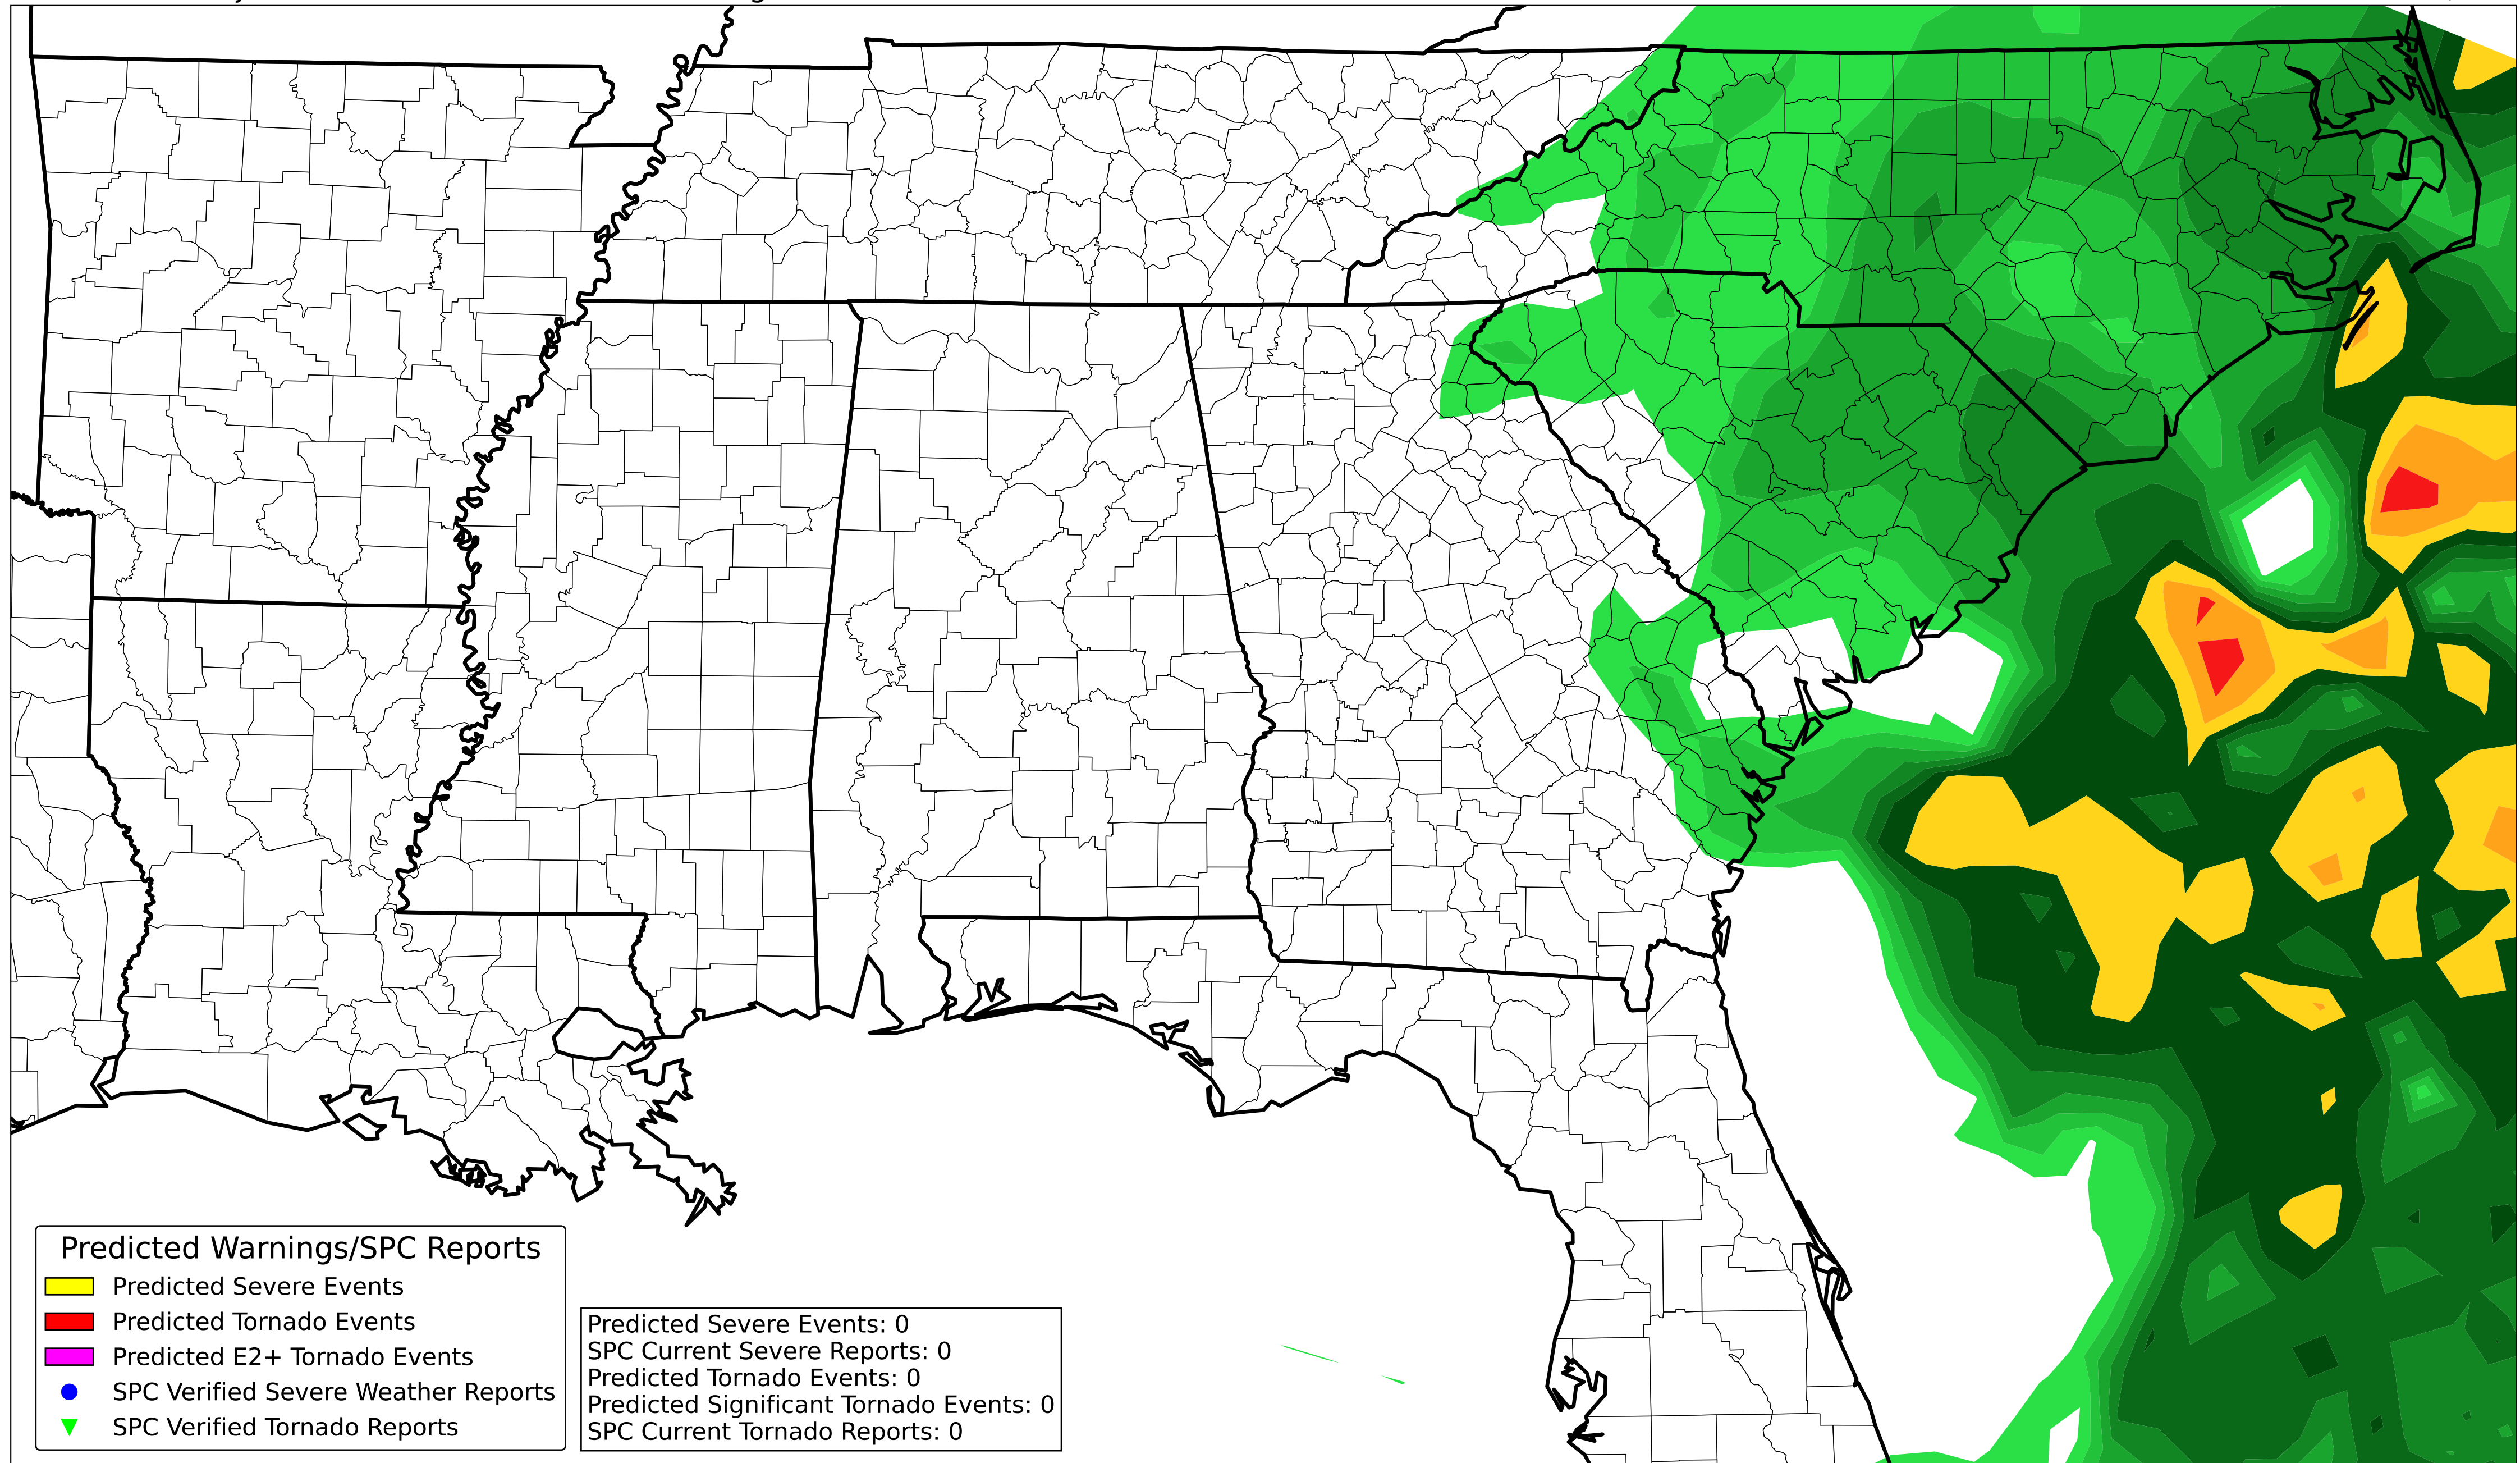 Predicted Warnings/SPC Reports
Predicted Severe Events
Predicted Tornado Events
Predicted E2+ Tornado Events
SPC Verified Severe Weather Reports
SPC Verified Tornado Reports
Predicted Severe Events: 0
SPC Current Severe Reports: 0
Predicted Tornado Events: 0
Predicted Significant Tornado Events: 0
SPC Current Tornado Reports: 0